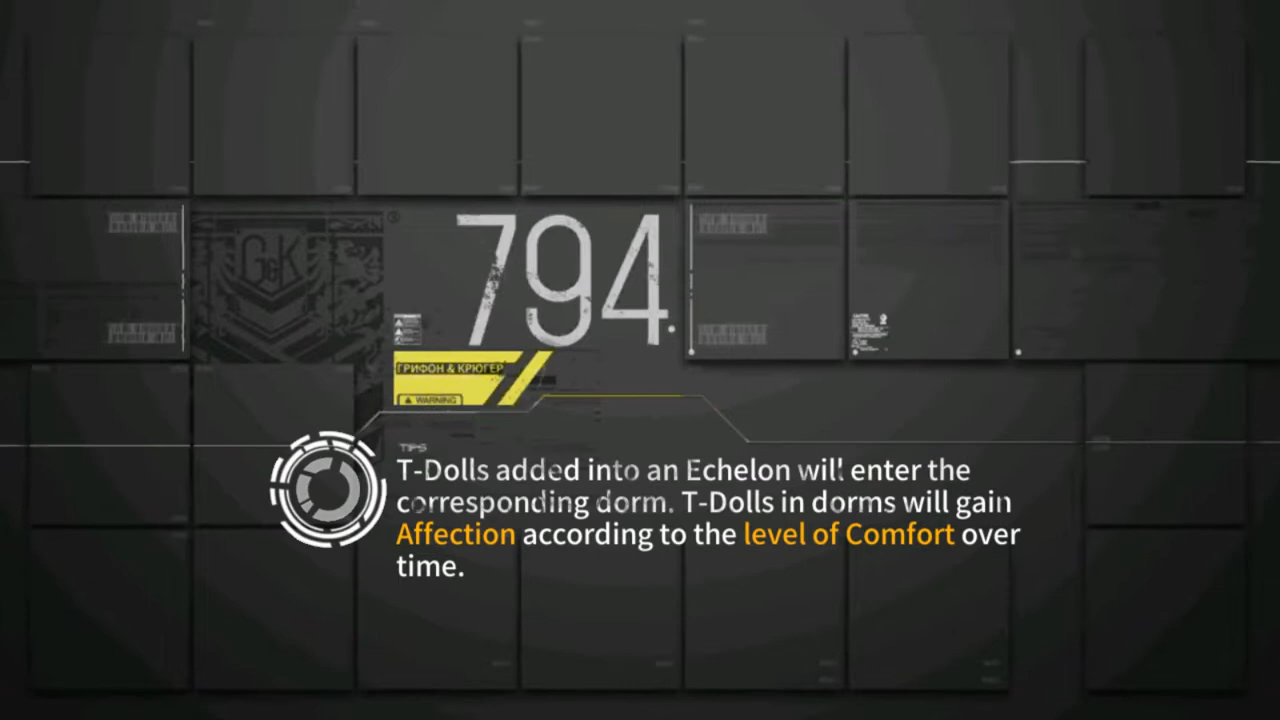 G&K
794.
ГРИФОН & КРЮГЕР
WARNING
TIPS
T-Dolls added into an Echelon will enter the
corresponding dorm. T-Dolls in dorms will gain
Affection according to the level of Comfort over
time.